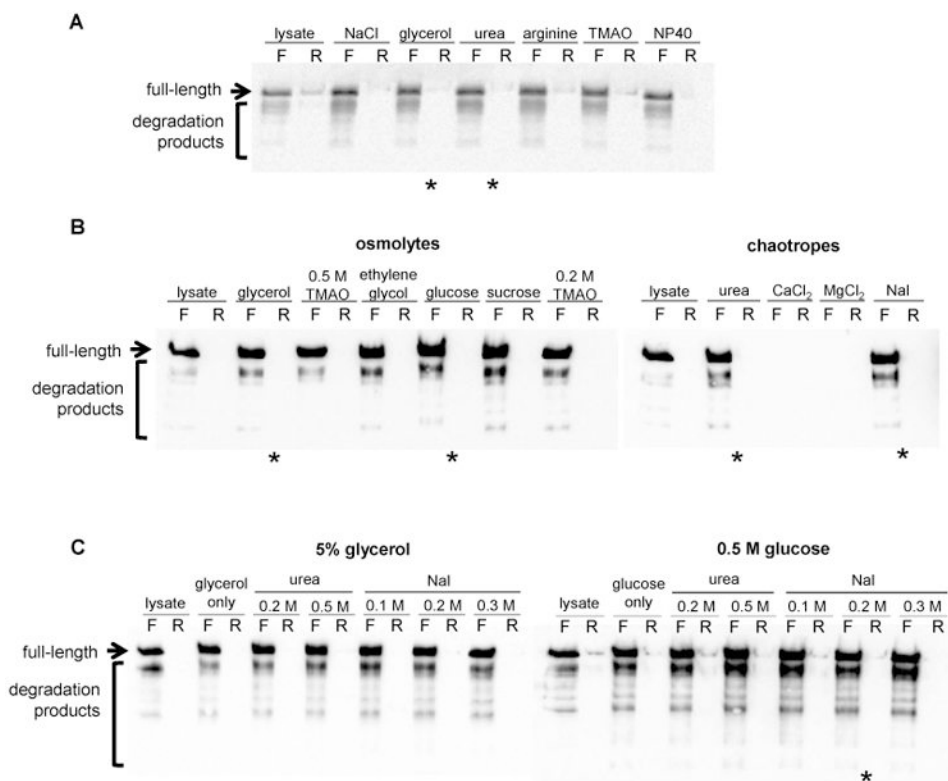 A
lysate NaCl glycerol urea arginine TMAO NP40
F R F R F R F R F R F R F R
full-length
degradation
products
* *
B
osmolytes chaotropes
lysate glycerol 0.5 M TMAO ethylene glycol glucose sucrose 0.2 M TMAO lysate urea CaCl₂ MgCl₂ NaI
F R F R F R F R F R F R F R F R F R F R F R F R
full-length
degradation
products
* * * *
C
5% glycerol 0.5 M glucose
lysate glycerol only urea NaI lysate glucose only urea NaI
0.2 M 0.5 M 0.1 M 0.2 M 0.3 M 0.2 M 0.5 M 0.1 M 0.2 M 0.3 M
F R F R F R F R F R F R F R F R F R F R F R F R F R F R
full-length
degradation
products
*